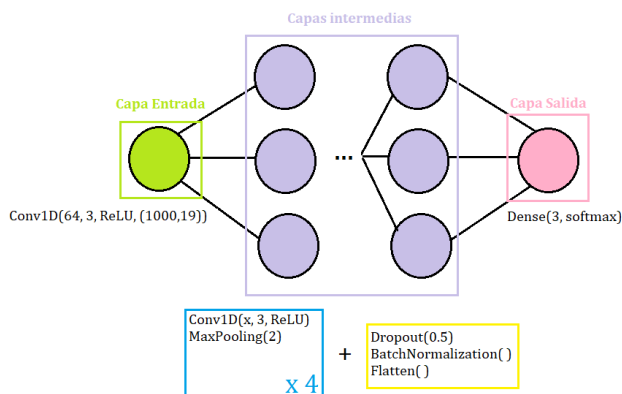 Capas intermedias
Capa Entrada
Capa Salida
...
Conv1D(64, 3, ReLU, (1000,19))
Dense(3, softmax)
Conv1D(x, 3, ReLU)
MaxPooling(2)
x 4
+
Dropout(0.5)
BatchNormalization( )
Flatten( )